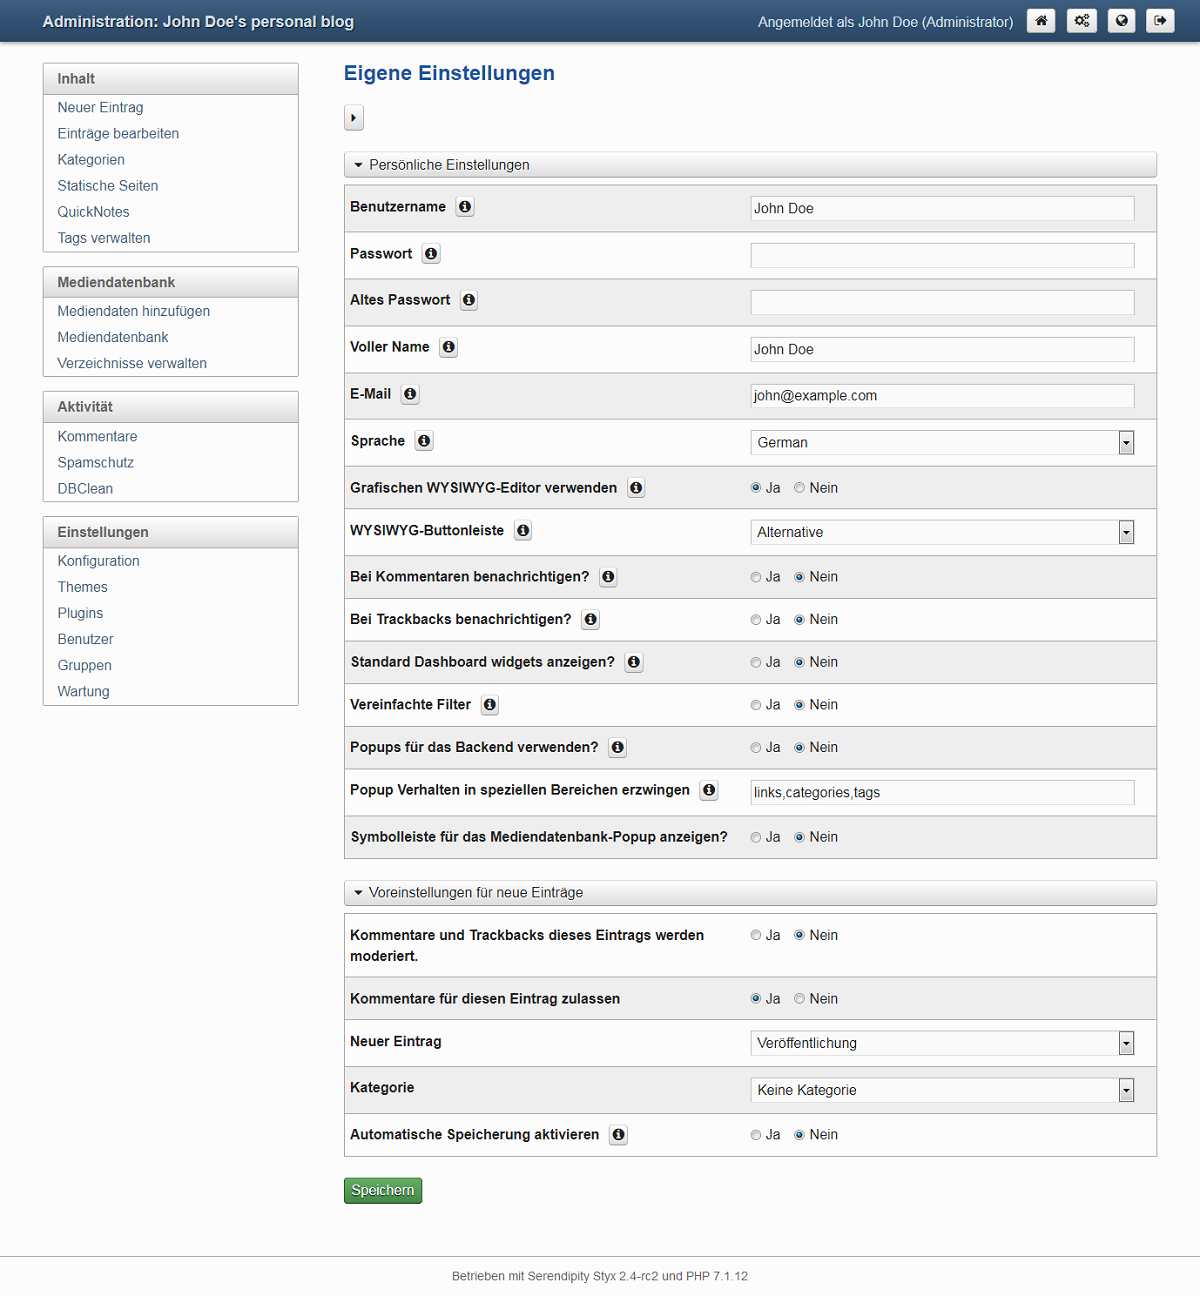 Administration: John Doe's personal blog
Angemeldet als John Doe (Administrator)
Inhalt
Neuer Eintrag
Einträge bearbeiten
Kategorien
Statische Seiten
QuickNotes
Tags verwalten
Mediendatenbank
Mediendaten hinzufügen
Mediendatenbank
Verzeichnisse verwalten
Aktivität
Kommentare
Spamschutz
DBClean
Einstellungen
Konfiguration
Themes
Plugins
Benutzer
Gruppen
Wartung
Eigene Einstellungen
Persönliche Einstellungen
Benutzername John Doe
Passwort
Altes Passwort
Voller Name John Doe
E-Mail john@example.com
Sprache German
Grafischen WYSIWYG-Editor verwenden Ja Nein
WYSIWYG-Buttonleiste Alternative
Bei Kommentaren benachrichtigen? Ja Nein
Bei Trackbacks benachrichtigen? Ja Nein
Standard Dashboard widgets anzeigen? Ja Nein
Vereinfachte Filter Ja Nein
Popups für das Backend verwenden? Ja Nein
Popup Verhalten in speziellen Bereichen erzwingen links,categories,tags
Symbolleiste für das Mediendatenbank-Popup anzeigen? Ja Nein
Voreinstellungen für neue Einträge
Kommentare und Trackbacks dieses Eintrags werden Ja Nein
moderiert.
Kommentare für diesen Eintrag zulassen Ja Nein
Neuer Eintrag Veröffentlichung
Kategorie Keine Kategorie
Automatische Speicherung aktivieren Ja Nein
Speichern
Betrieben mit Serendipity Styx 2.4-rc2 und PHP 7.1.12